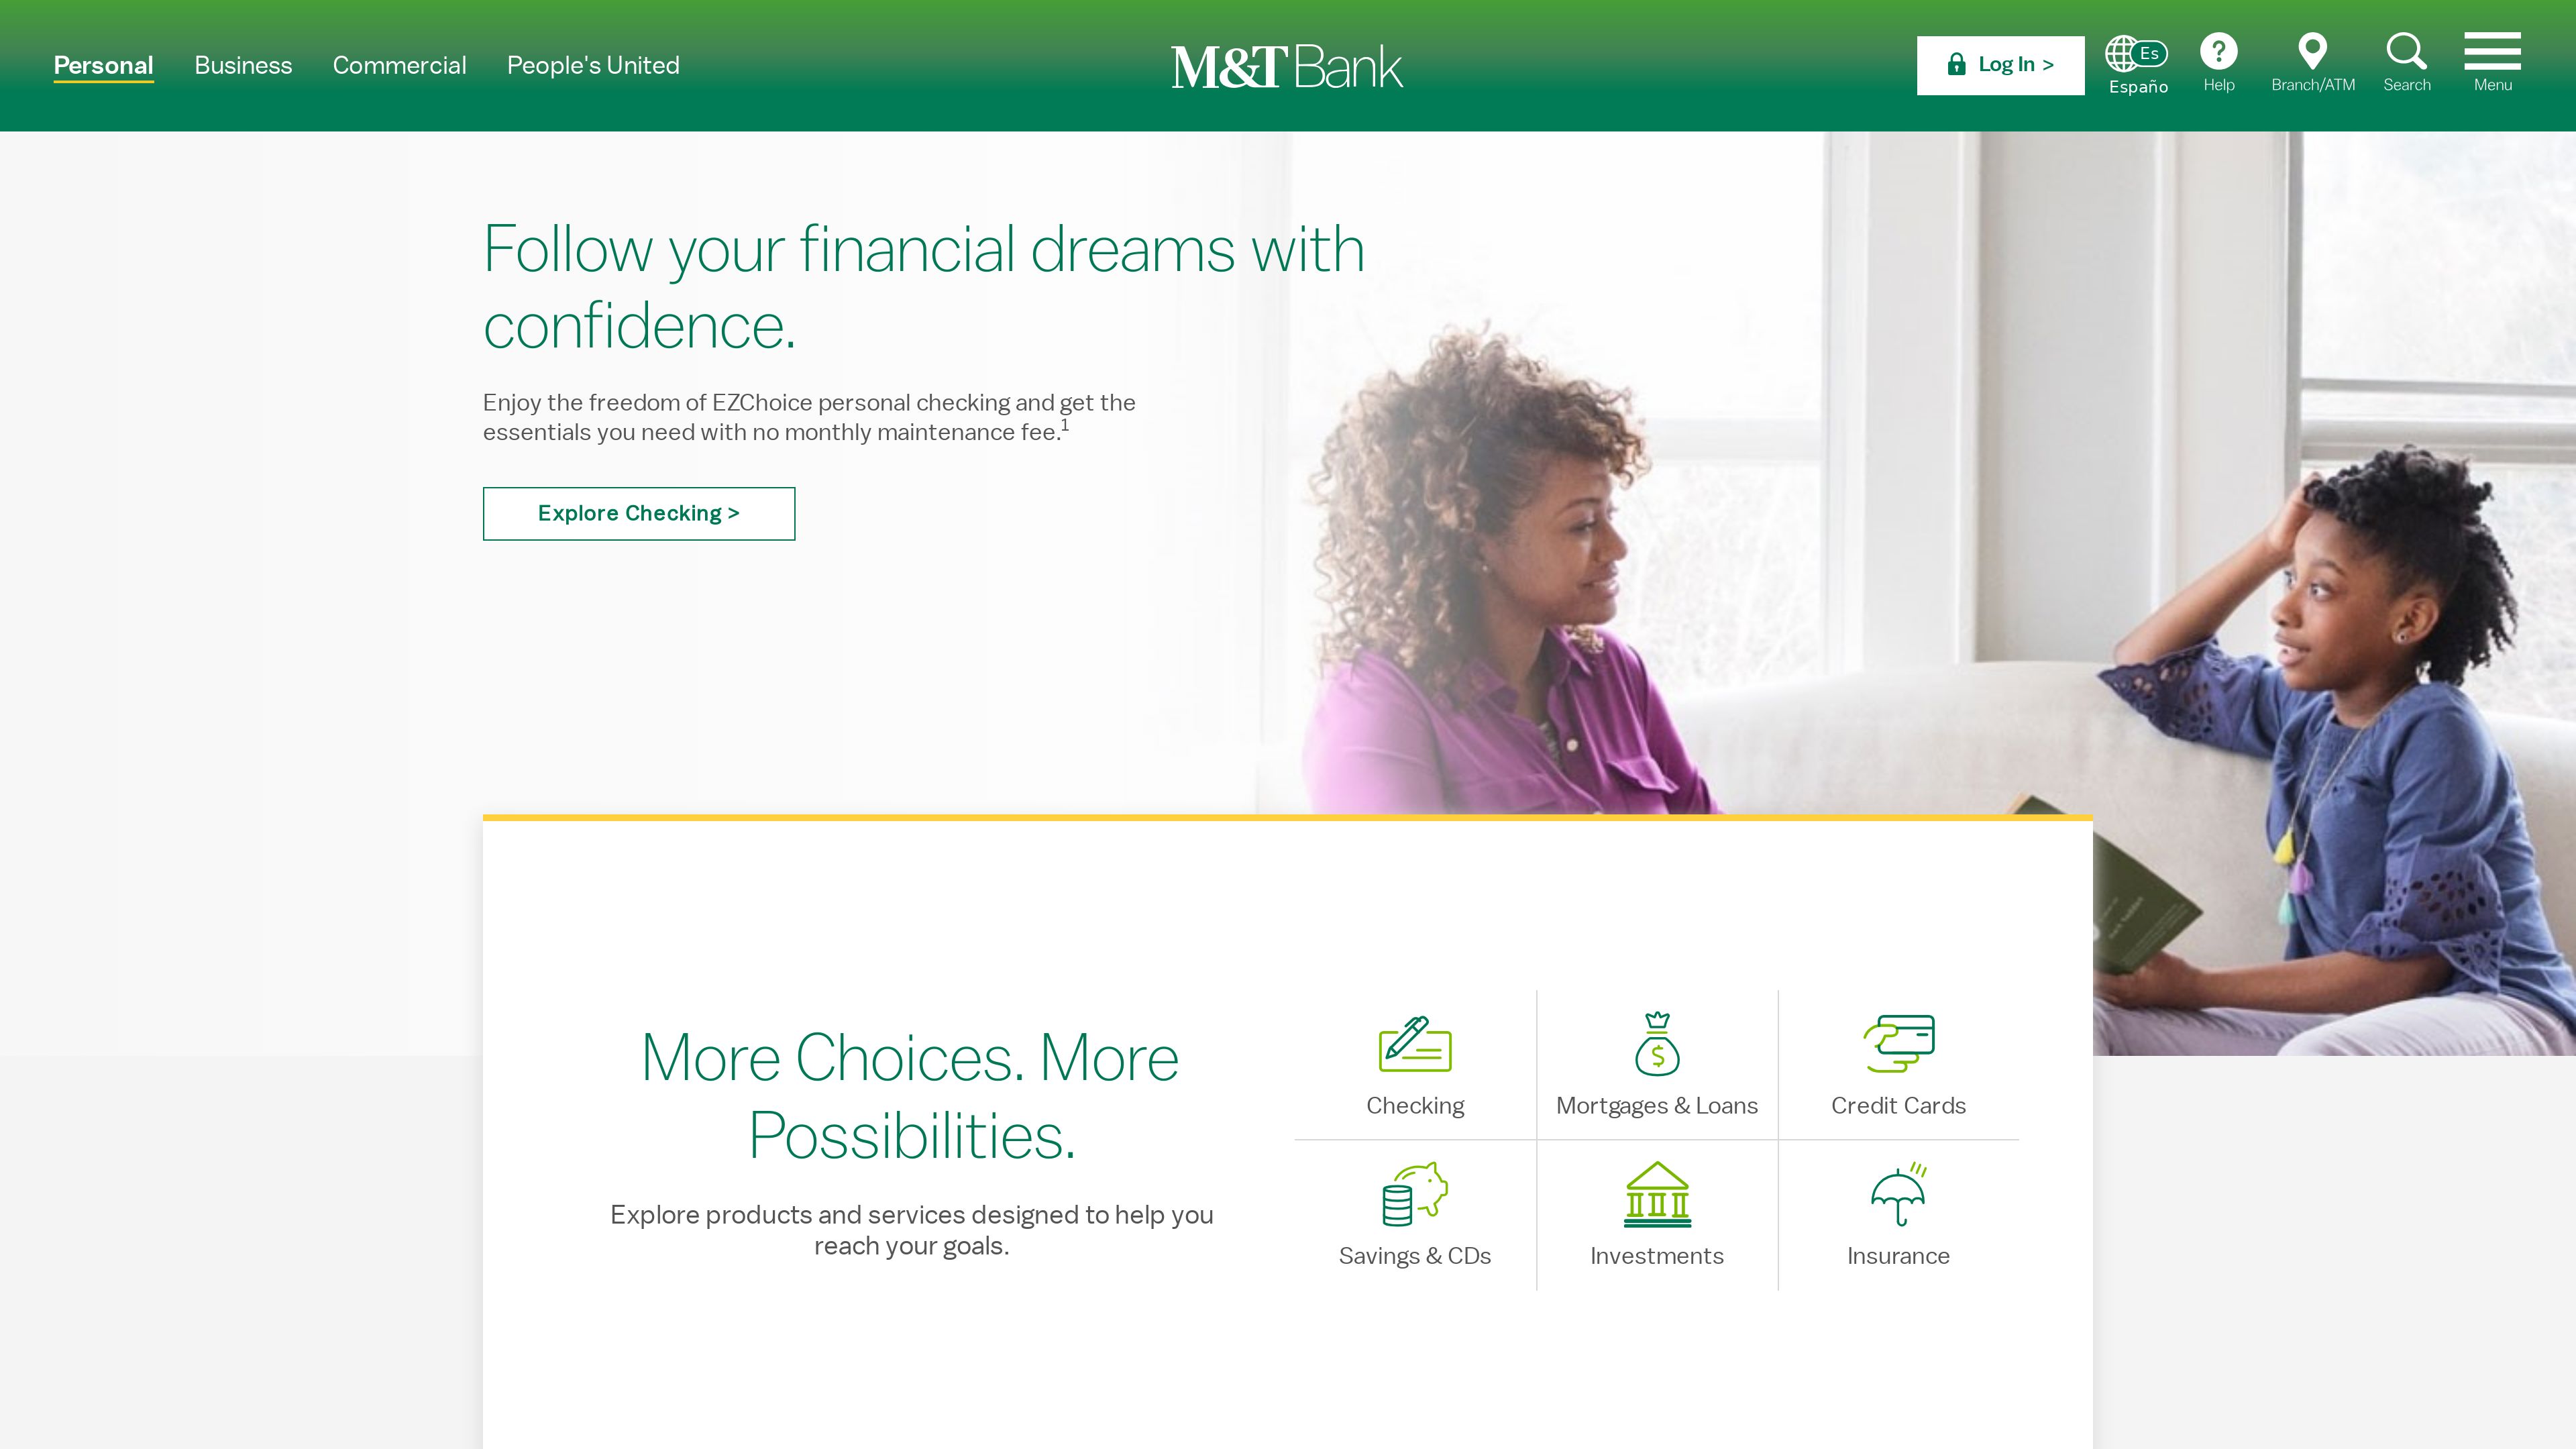 Personal
Business
Commercial
People's United
M&T Bank
Log In >
Es
Españo
Help
Branch/ATM
Search
Menu
Follow your financial dreams with
confidence.
Enjoy the freedom of EZChoice personal checking and get the
essentials you need with no monthly maintenance fee.1
Explore Checking >
More Choices. More
Possibilities.
Explore products and services designed to help you
reach your goals.
Checking
Mortgages & Loans
Credit Cards
Savings & CDs
Investments
Insurance